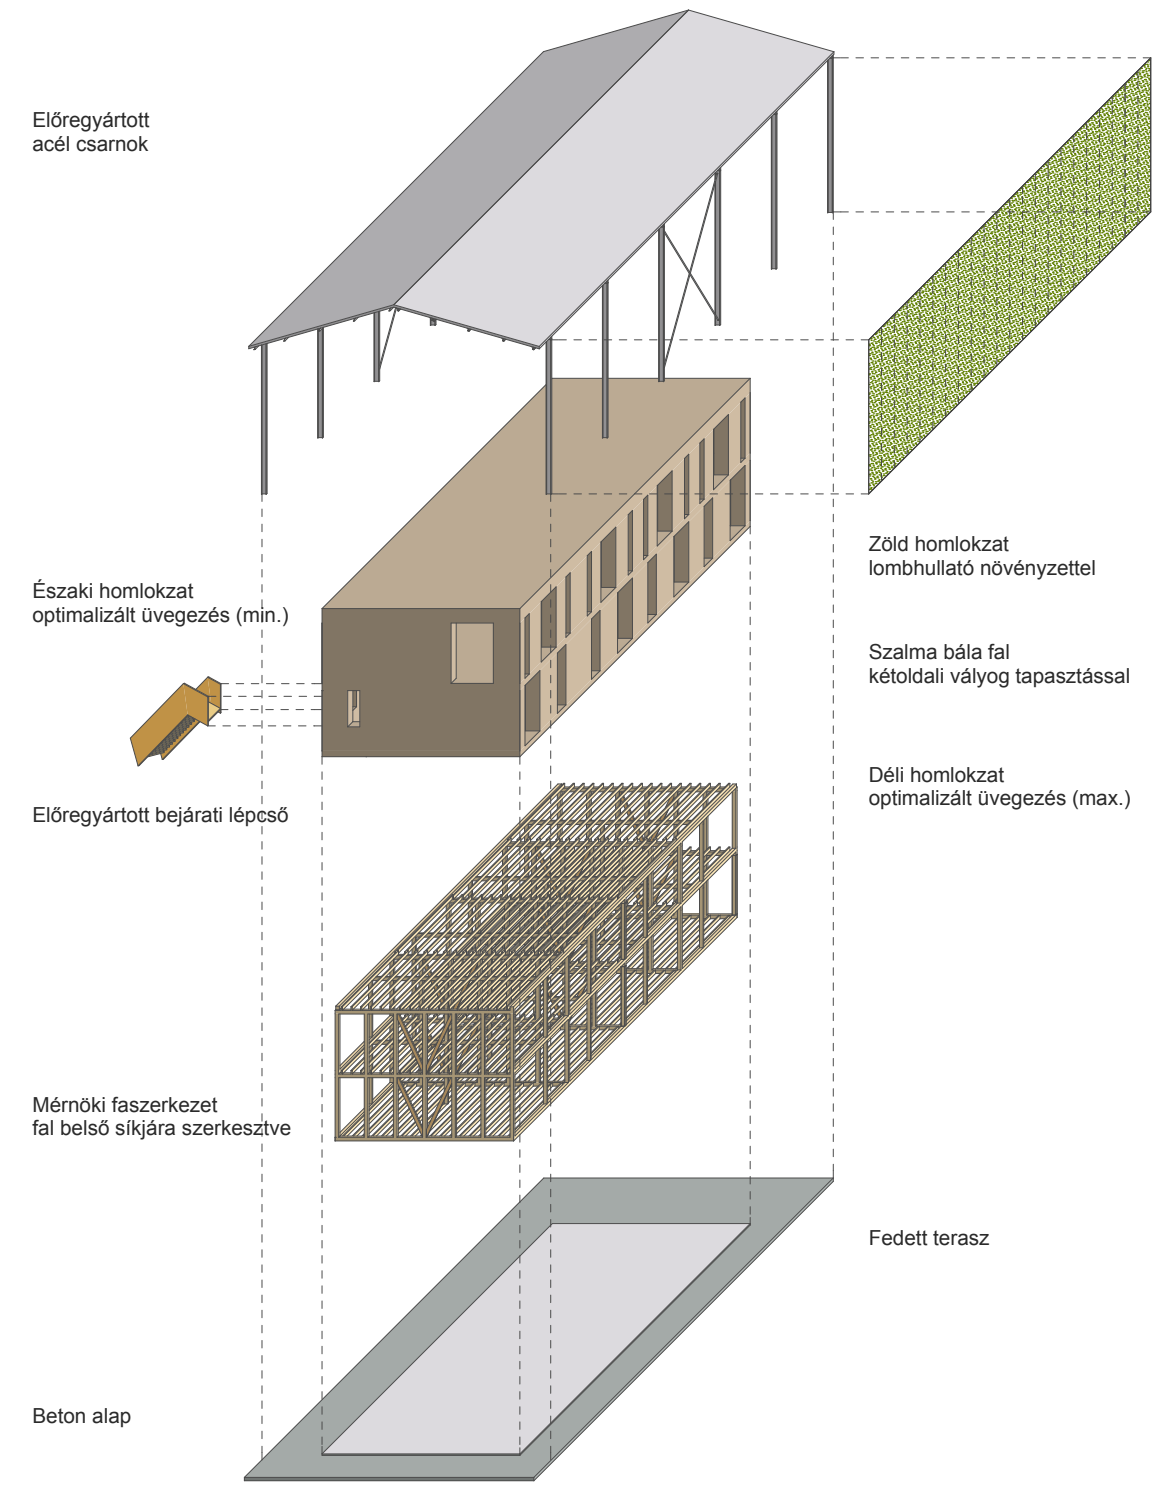 Előregyártott
acél csarnok
Északi homlokzat
optimalizált üvegezés (min.)
Előregyártott bejárati lépcső
Mérnöki faszerkezet
fal belső síkjára szerkesztve
Beton alap
Zöld homlokzat
lombhullató növényzettel
Szalma bála fal
kétoldali vályog tapasztással
Déli homlokzat
optimalizált üvegezés (max.)
Fedett terasz